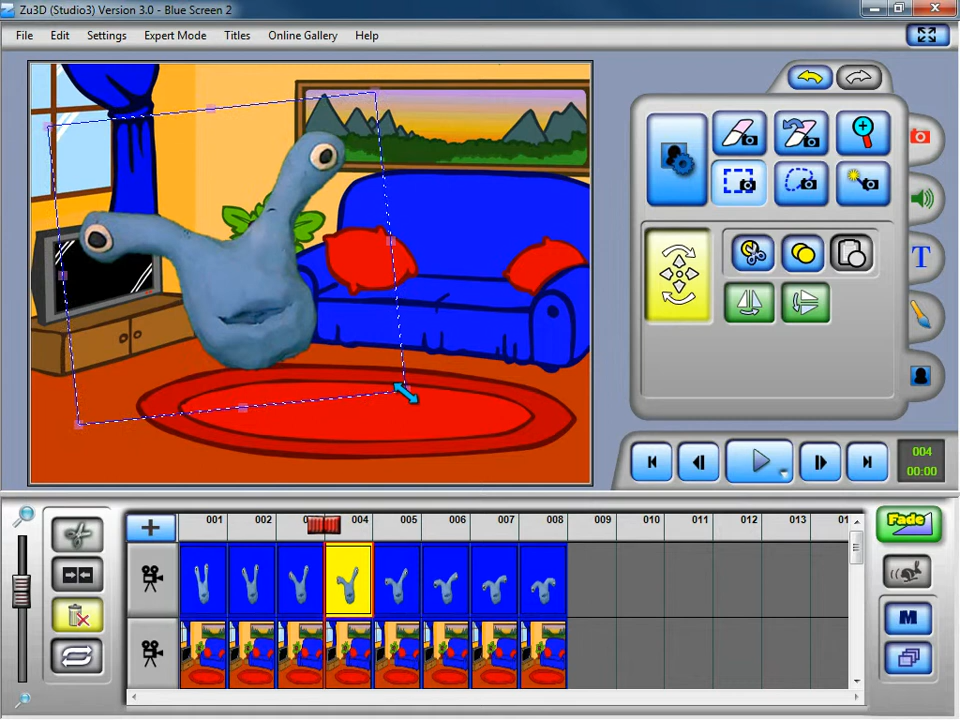 Zu3D (Studio3) Version 3.0 - Blue Screen 2
File Edit Settings Expert Mode Titles Online Gallery Help
T
004
00:00
001 002 004 005 006 007 008 009 010 011 012 013
Fade
M